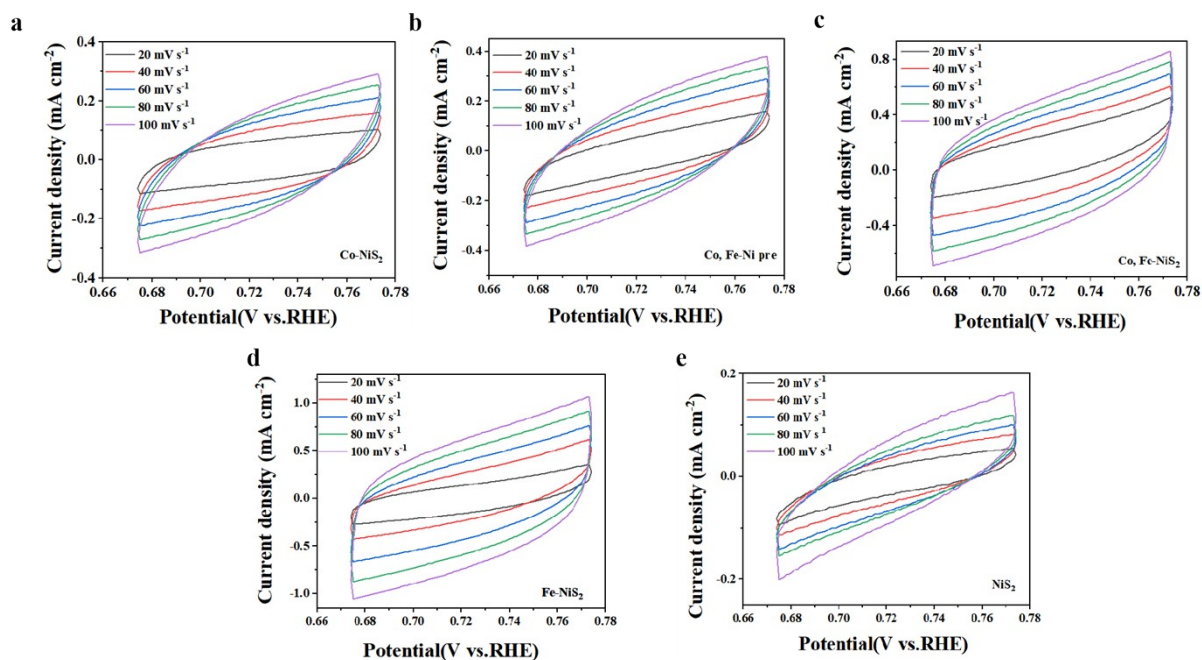 a
20 mV s⁻¹
40 mV s⁻¹
60 mV s⁻¹
80 mV s⁻¹
100 mV s⁻¹
0.4
0.2
0.0
-0.2
-0.4
Current density (mA cm⁻²)
Co-NiS₂
0.66 0.68 0.70 0.72 0.74 0.76 0.78
Potential(V vs.RHE)
b
20 mV s⁻¹
40 mV s⁻¹
60 mV s⁻¹
80 mV s⁻¹
100 mV s⁻¹
0.4
0.2
0.0
-0.2
-0.4
Current density (mA cm⁻²)
Co, Fe-Ni pre
0.66 0.68 0.70 0.72 0.74 0.76 0.78
Potential(V vs.RHE)
c
20 mV s⁻¹
40 mV s⁻¹
60 mV s⁻¹
80 mV s⁻¹
100 mV s⁻¹
0.8
0.4
0.0
-0.4
Current density (mA cm⁻²)
Co, Fe-NiS₂
0.66 0.68 0.70 0.72 0.74 0.76 0.78
Potential(V vs.RHE)
d
20 mV s⁻¹
40 mV s⁻¹
60 mV s⁻¹
80 mV s⁻¹
100 mV s⁻¹
1.0
0.5
0.0
-0.5
-1.0
Current density (mA cm⁻²)
Fe-NiS₂
0.66 0.68 0.70 0.72 0.74 0.76 0.78
Potential(V vs.RHE)
e
20 mV s⁻¹
40 mV s⁻¹
60 mV s⁻¹
80 mV s⁻¹
100 mV s⁻¹
0.2
0.0
-0.2
Current density (mA cm⁻²)
NiS₂
0.66 0.68 0.70 0.72 0.74 0.76 0.78
Potential(V vs.RHE)